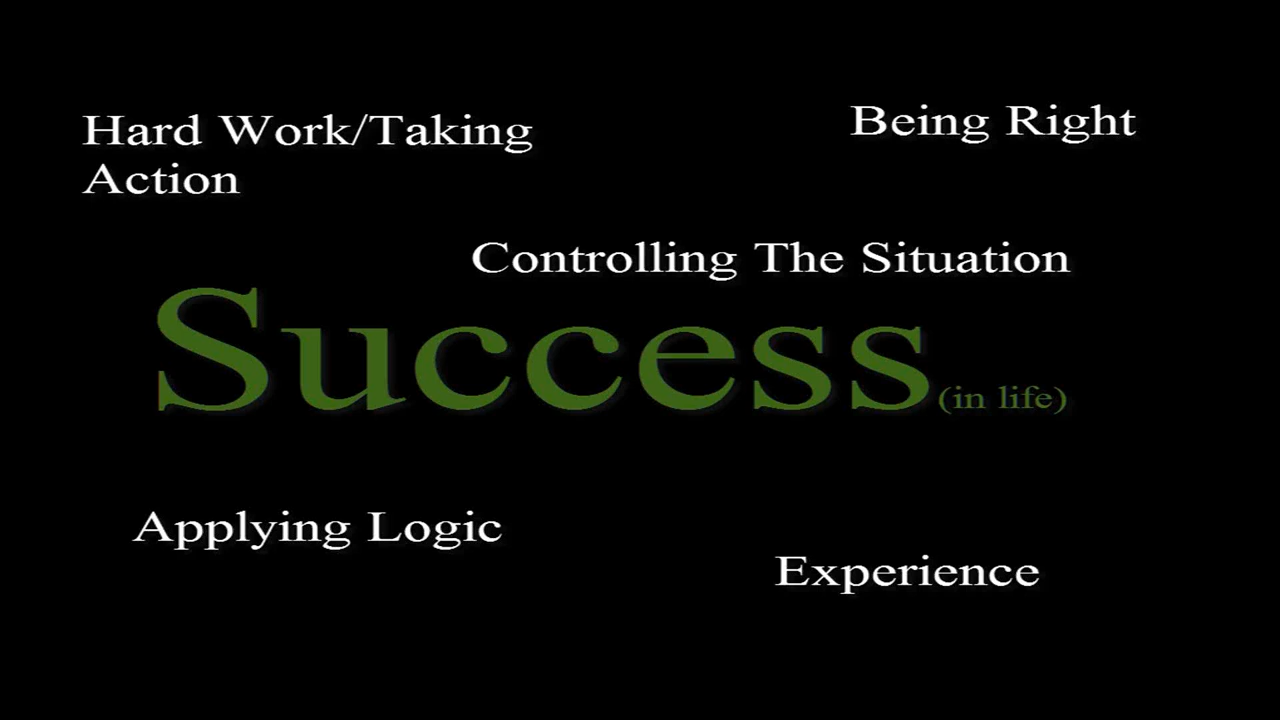 Hard Work/Taking
Action
Being Right
Controlling The Situation
Success(in life)
Applying Logic
Experience